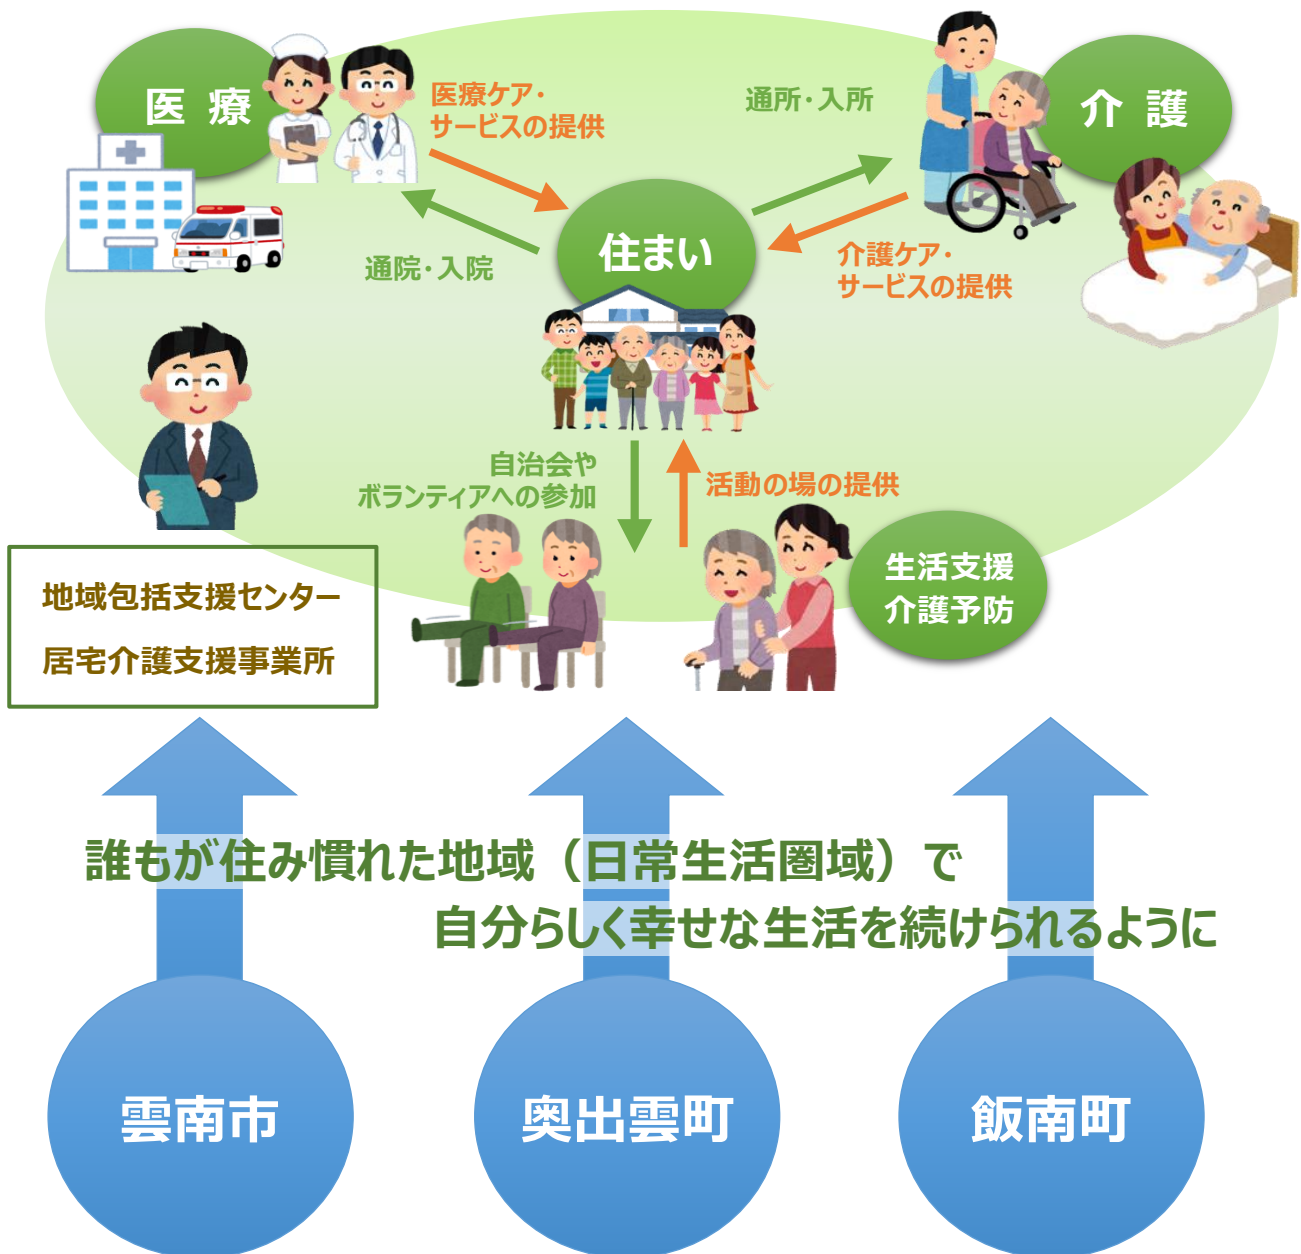 医 療
医療ケア・
サービスの提供
通所・入所
介 護
通院・入院
住まい
介護ケア・
サービスの提供
自治会や
ボランティアへの参加
活動の場の提供
生活支援
介護予防
地域包括支援センター
居宅介護支援事業所
誰もが住み慣れた地域（日常生活圏域）で
自分らしく幸せな生活を続けられるように
雲南市
奥出雲町
飯南町